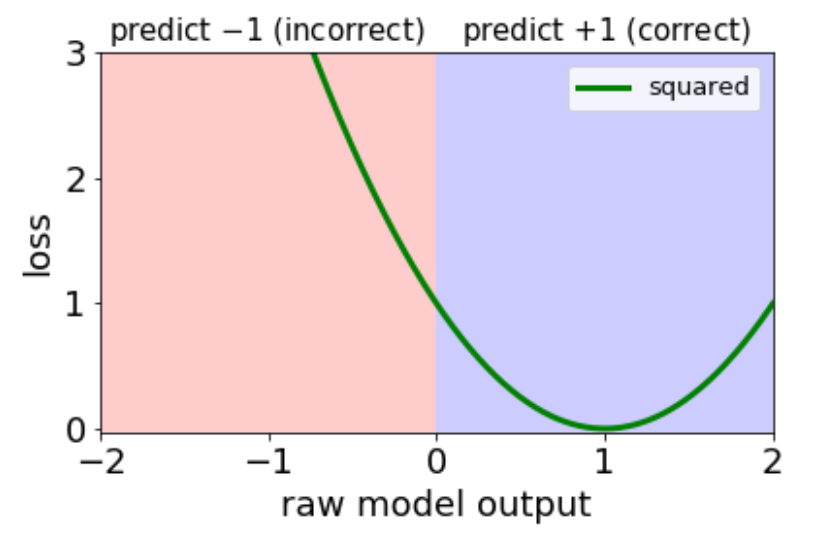 predict −1 (incorrect) predict +1 (correct)
squared
3
2
1
0
loss
−2 −1 0 1 2
raw model output